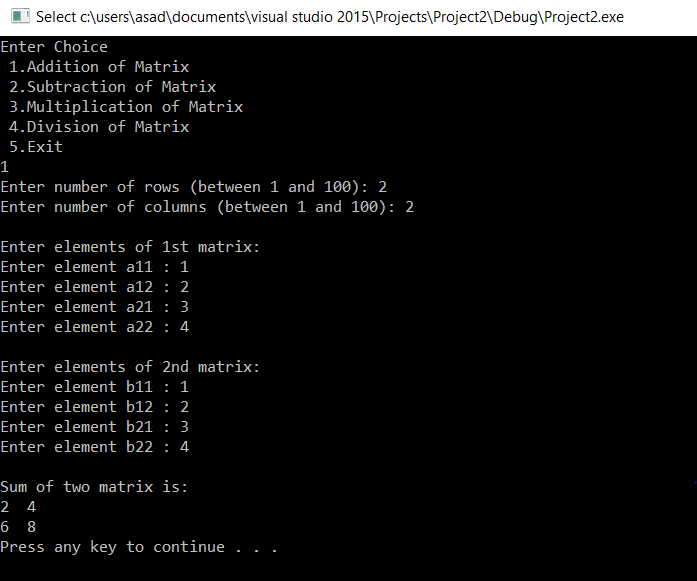 Select c:\users\asad\documents\visual studio 2015\Projects\Project2\Debug\Project2.exe
Enter Choice
 1.Addition of Matrix
 2.Subtraction of Matrix
 3.Multiplication of Matrix
 4.Division of Matrix
 5.Exit
1
Enter number of rows (between 1 and 100): 2
Enter number of columns (between 1 and 100): 2

Enter elements of 1st matrix:
Enter element a11 : 1
Enter element a12 : 2
Enter element a21 : 3
Enter element a22 : 4

Enter elements of 2nd matrix:
Enter element b11 : 1
Enter element b12 : 2
Enter element b21 : 3
Enter element b22 : 4

Sum of two matrix is:
2  4
6  8
Press any key to continue . . .